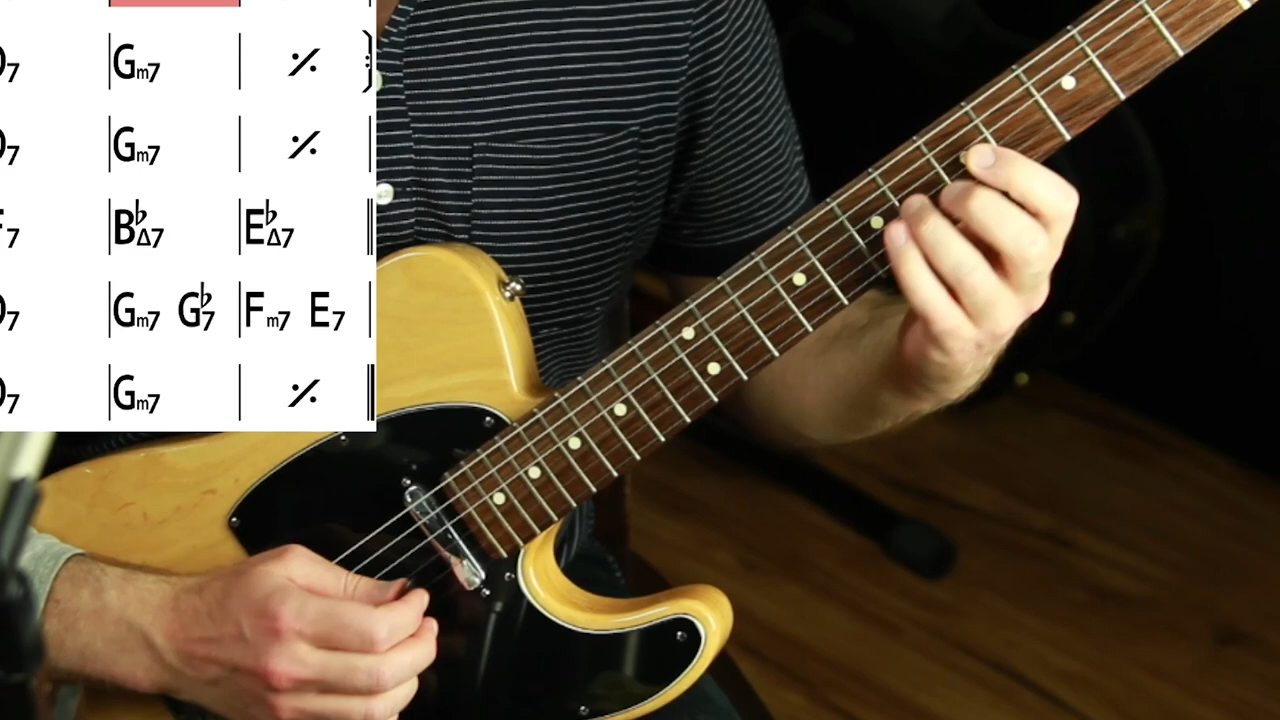 7 | Gm7 | 𝄎
7 | Gm7 | 𝄎
7 | B♭Δ7 | E♭Δ7
7 | Gm7 G♭7 | Fm7 E7
7 | Gm7 | 𝄎